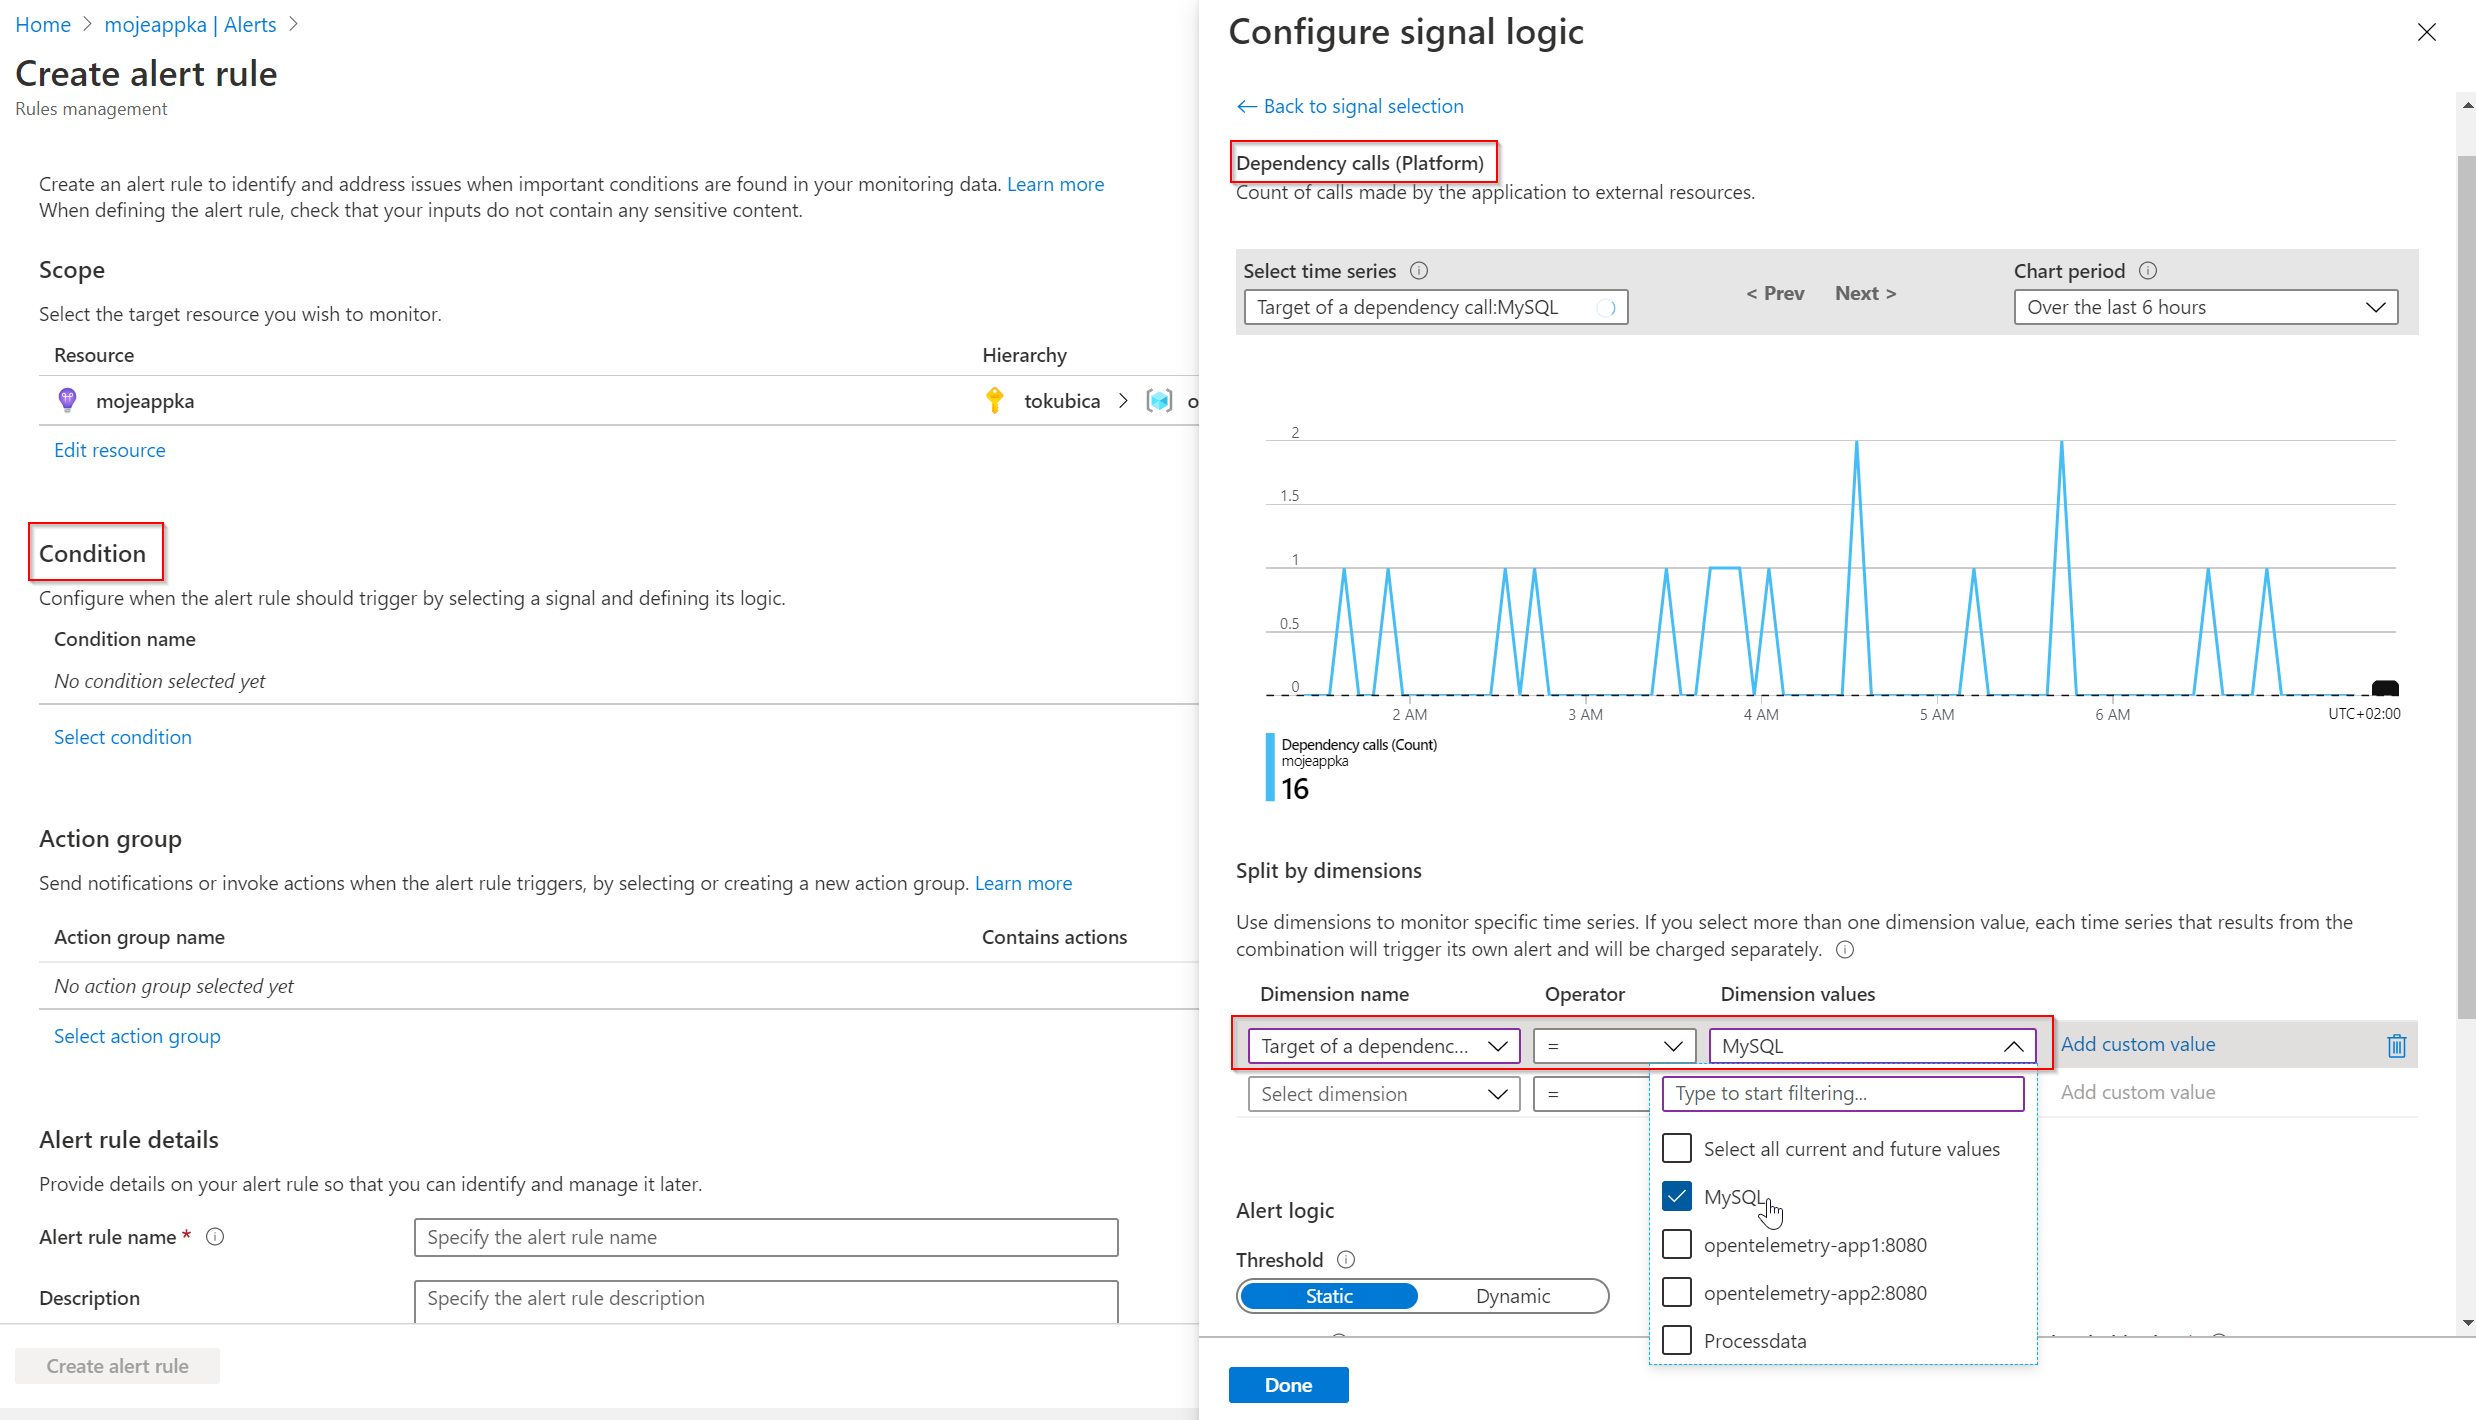 Home > mojeappka | Alerts >
Create alert rule
Rules management
Create an alert rule to identify and address issues when important conditions are found in your monitoring data. Learn more
When defining the alert rule, check that your inputs do not contain any sensitive content.
Scope
Select the target resource you wish to monitor.
Resource Hierarchy
mojeappka tokubica > o
Edit resource
Condition
Configure when the alert rule should trigger by selecting a signal and defining its logic.
Condition name
No condition selected yet
Select condition
Action group
Send notifications or invoke actions when the alert rule triggers, by selecting or creating a new action group. Learn more
Action group name Contains actions
No action group selected yet
Select action group
Alert rule details
Provide details on your alert rule so that you can identify and manage it later.
Alert rule name * Specify the alert rule name
Description Specify the alert rule description
Create alert rule
Configure signal logic
← Back to signal selection
Dependency calls (Platform)
Count of calls made by the application to external resources.
Select time series
Target of a dependency call:MySQL
< Prev Next >
Chart period
Over the last 6 hours
2
1.5
1
0.5
0
2 AM 3 AM 4 AM 5 AM 6 AM UTC+02:00
Dependency calls (Count)
mojeappka
16
Split by dimensions
Use dimensions to monitor specific time series. If you select more than one dimension value, each time series that results from the
combination will trigger its own alert and will be charged separately.
Dimension name Operator Dimension values
Target of a dependenc... = MySQL Add custom value
Select dimension = Add custom value
Type to start filtering...
Select all current and future values
MySQL
opentelemetry-app1:8080
opentelemetry-app2:8080
Processdata
Alert logic
Threshold
Static Dynamic
Done